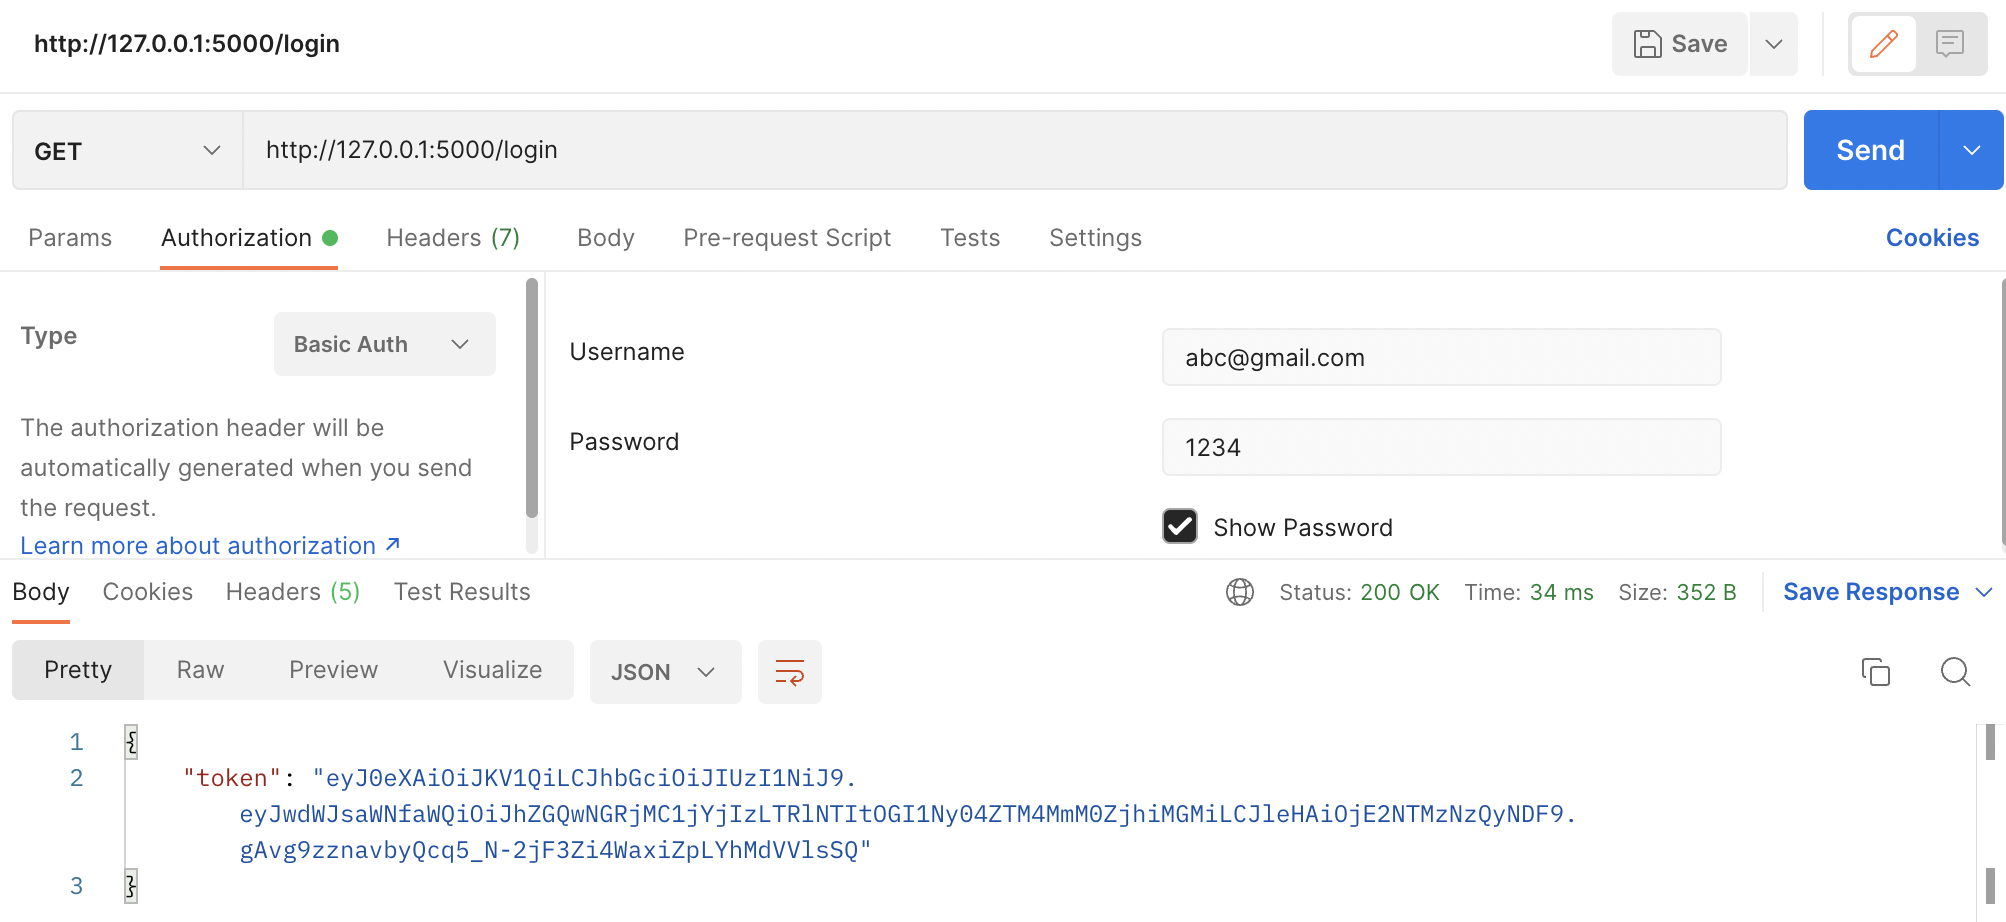 http://127.0.0.1:5000/login
Save
GET
http://127.0.0.1:5000/login
Send
Params Authorization Headers (7) Body Pre-request Script Tests Settings Cookies
Type
Basic Auth
The authorization header will be
automatically generated when you send
the request.
Learn more about authorization ↗
Username
abc@gmail.com
Password
1234
Show Password
Body Cookies Headers (5) Test Results Status: 200 OK Time: 34 ms Size: 352 B Save Response
Pretty Raw Preview Visualize JSON
1 {
2 "token": "eyJ0eXAiOiJKV1QiLCJhbGciOiJIUzI1NiJ9.
eyJwdWJsaWNfaWQiOiJhZGQwNGRjMC1jYjIzLTRlNTItOGI1Ny04ZTM4MmM0ZjhiMGMiLCJleHAiOjE2NTMzNzQyNDF9.
gAvg9zznavbyQcq5_N-2jF3Zi4WaxiZpLYhMdVVlsSQ"
3 }